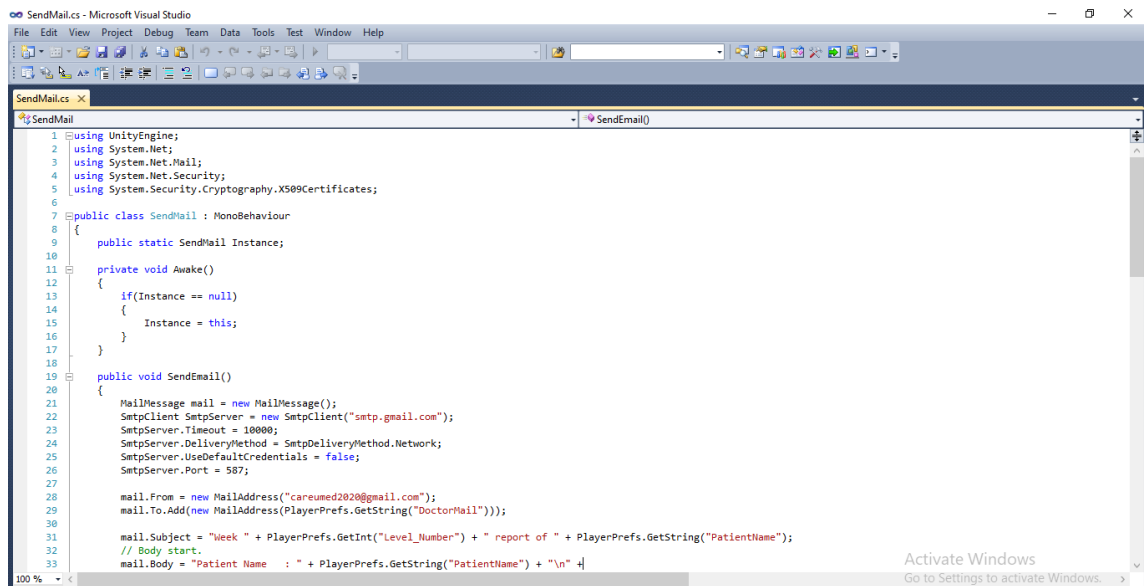 SendMail.cs - Microsoft Visual Studio
File Edit View Project Debug Team Data Tools Test Window Help
SendMail.cs
SendMail SendEmail()
1 using UnityEngine;
2 using System.Net;
3 using System.Net.Mail;
4 using System.Net.Security;
5 using System.Security.Cryptography.X509Certificates;
6
7 public class SendMail : MonoBehaviour
8 {
9 public static SendMail Instance;
10
11 private void Awake()
12 {
13 if(Instance == null)
14 {
15 Instance = this;
16 }
17 }
18
19 public void SendEmail()
20 {
21 MailMessage mail = new MailMessage();
22 SmtpClient SmtpServer = new SmtpClient("smtp.gmail.com");
23 SmtpServer.Timeout = 10000;
24 SmtpServer.DeliveryMethod = SmtpDeliveryMethod.Network;
25 SmtpServer.UseDefaultCredentials = false;
26 SmtpServer.Port = 587;
27
28 mail.From = new MailAddress("careumed2020@gmail.com");
29 mail.To.Add(new MailAddress(PlayerPrefs.GetString("DoctorMail")));
30
31 mail.Subject = "Week " + PlayerPrefs.GetInt("Level_Number") + " report of " + PlayerPrefs.GetString("PatientName");
32 // Body start.
33 mail.Body = "Patient Name : " + PlayerPrefs.GetString("PatientName") + "\n" +
Activate Windows
Go to Settings to activate Windows.
100 %